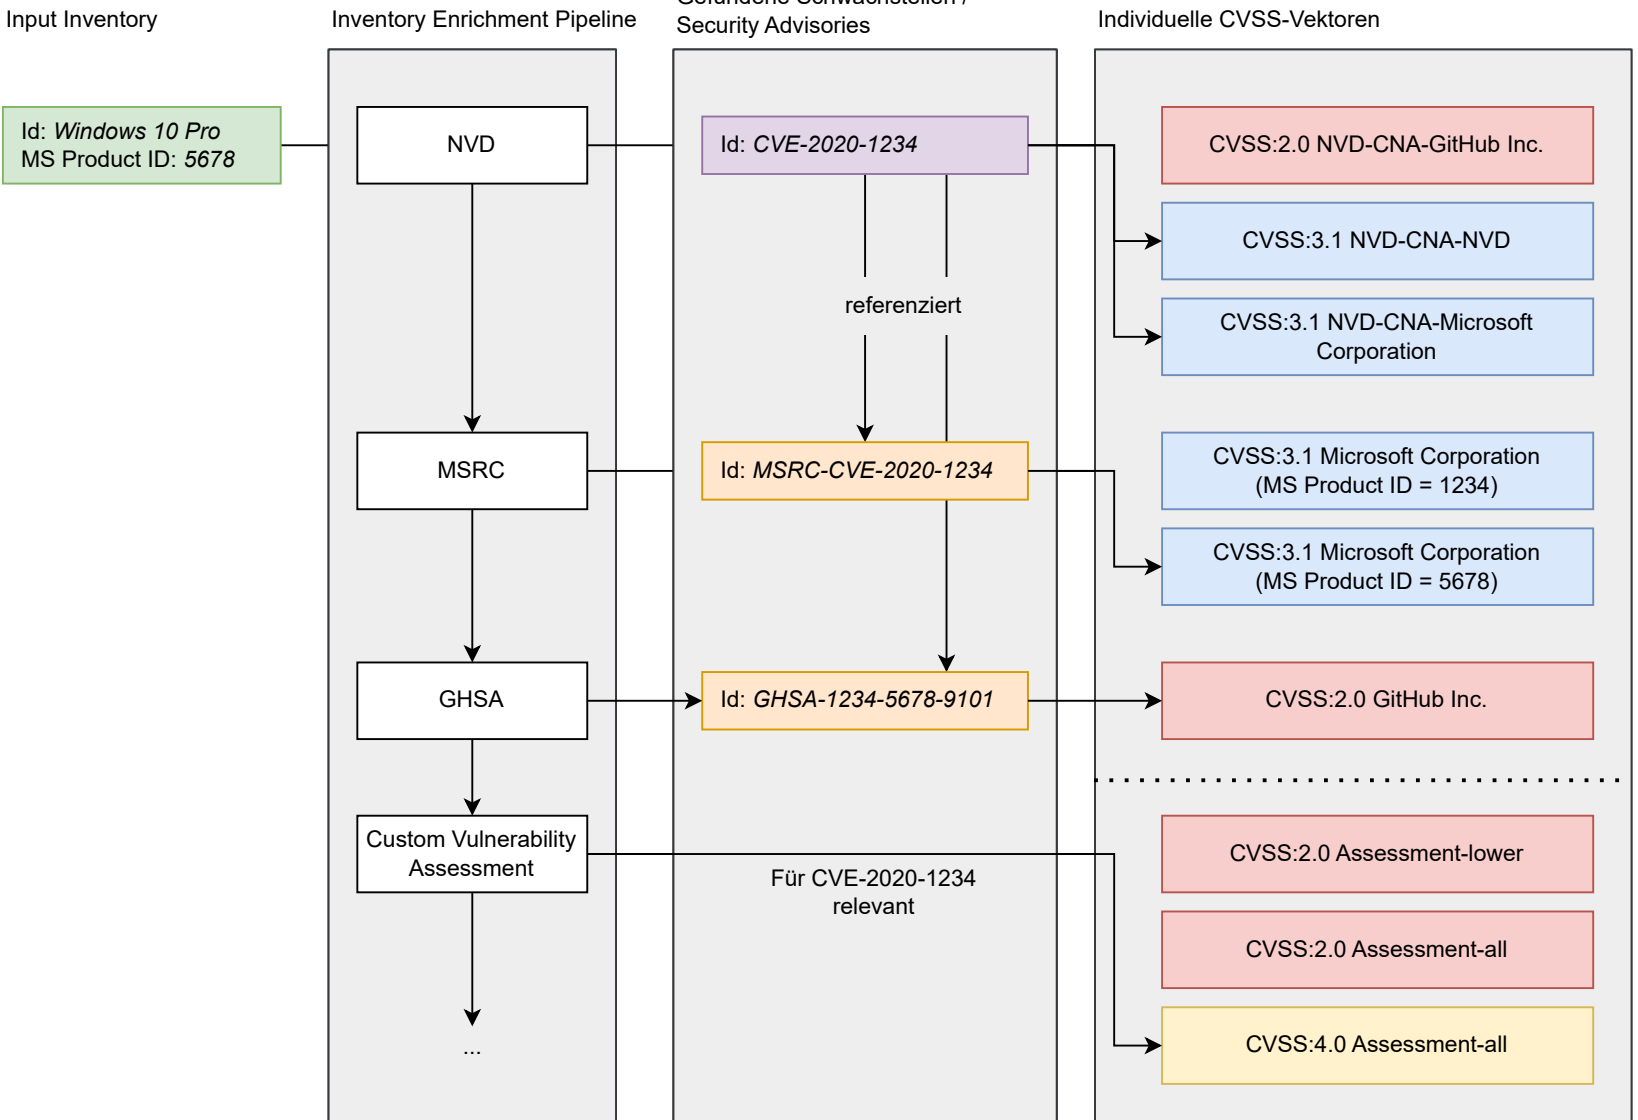 Input Inventory
Inventory Enrichment Pipeline
Gefundene Schwachstellen /
Security Advisories
Individuelle CVSS-Vektoren
Id: Windows 10 Pro
MS Product ID: 5678
NVD
Id: CVE-2020-1234
CVSS:2.0 NVD-CNA-GitHub Inc.
CVSS:3.1 NVD-CNA-NVD
referenziert
CVSS:3.1 NVD-CNA-Microsoft
Corporation
MSRC
Id: MSRC-CVE-2020-1234
CVSS:3.1 Microsoft Corporation
(MS Product ID = 1234)
CVSS:3.1 Microsoft Corporation
(MS Product ID = 5678)
GHSA
Id: GHSA-1234-5678-9101
CVSS:2.0 GitHub Inc.
Custom Vulnerability
Assessment
Für CVE-2020-1234
relevant
CVSS:2.0 Assessment-lower
CVSS:2.0 Assessment-all
CVSS:4.0 Assessment-all
...